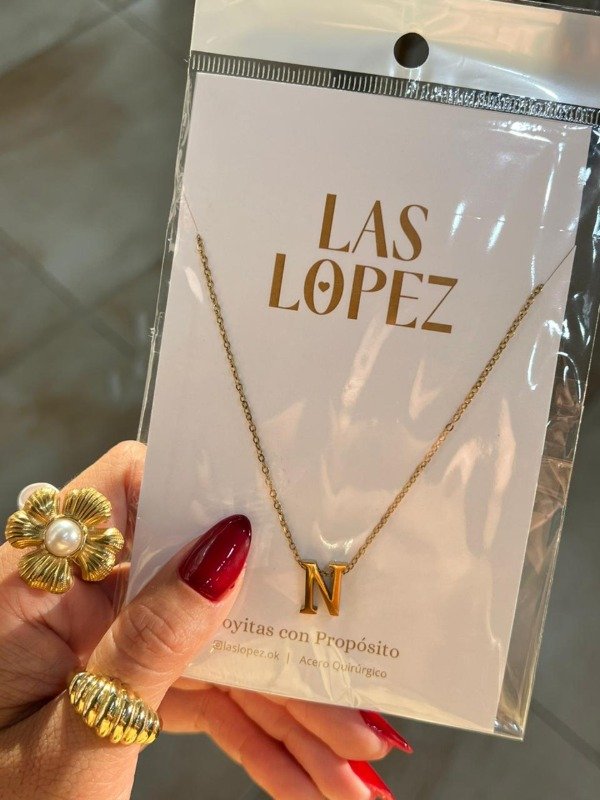 LAS
LOPEZ
N
oyitas con Propósito
laslopez.ok | Acero Quirúrgico